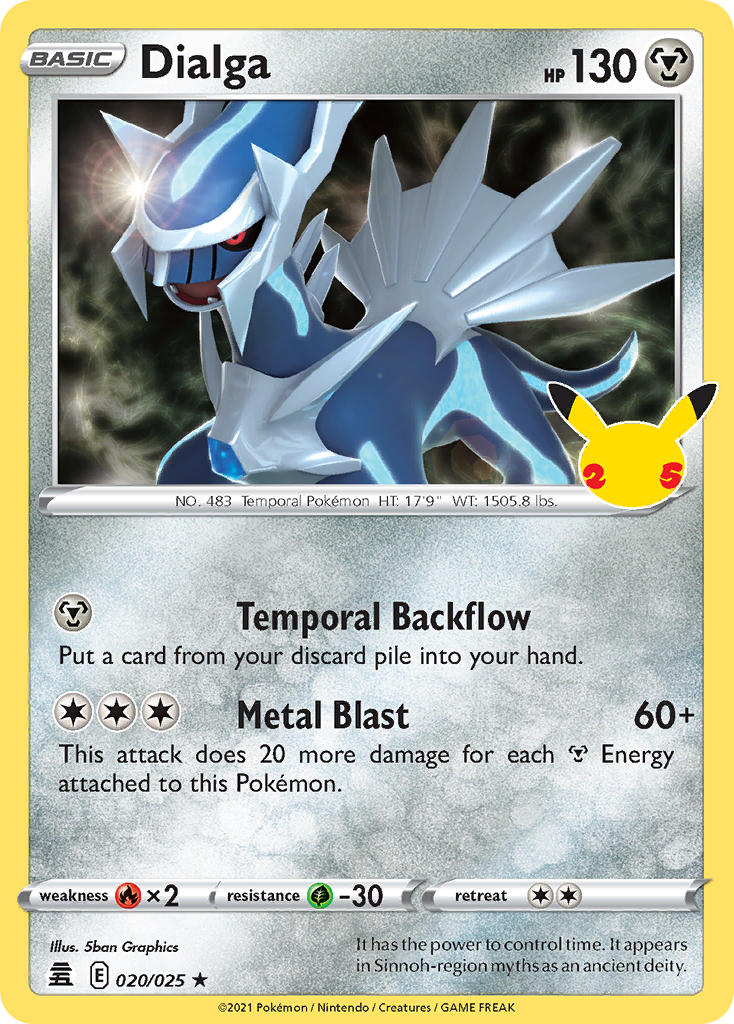 BASIC Dialga HP 130
25
NO. 483 Temporal Pokémon HT: 17'9" WT: 1505.8 lbs.
Temporal Backflow
Put a card from your discard pile into your hand.
Metal Blast 60+
This attack does 20 more damage for each Energy
attached to this Pokémon.
weakness ×2 resistance -30 retreat
Illus. 5ban Graphics
It has the power to control time. It appears
in Sinnoh-region myths as an ancient deity.
E 020/025 ★
©2021 Pokémon / Nintendo / Creatures / GAME FREAK